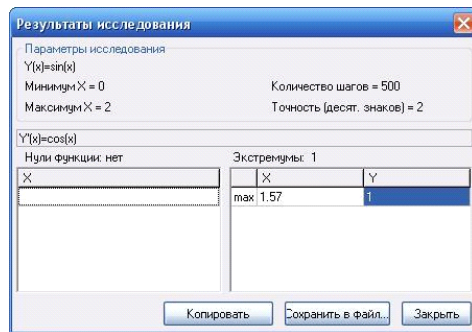 Результаты исследования
Параметры исследования
Y(x)=sin(x)
Минимум X = 0
Количество шагов = 500
Максимум X = 2
Точность (десят. знаков) = 2
Y'(x)=cos(x)
Нули функции: нет
Экстремумы: 1
X
X Y
max 1.57 1
Копировать Сохранить в файл... Закрыть